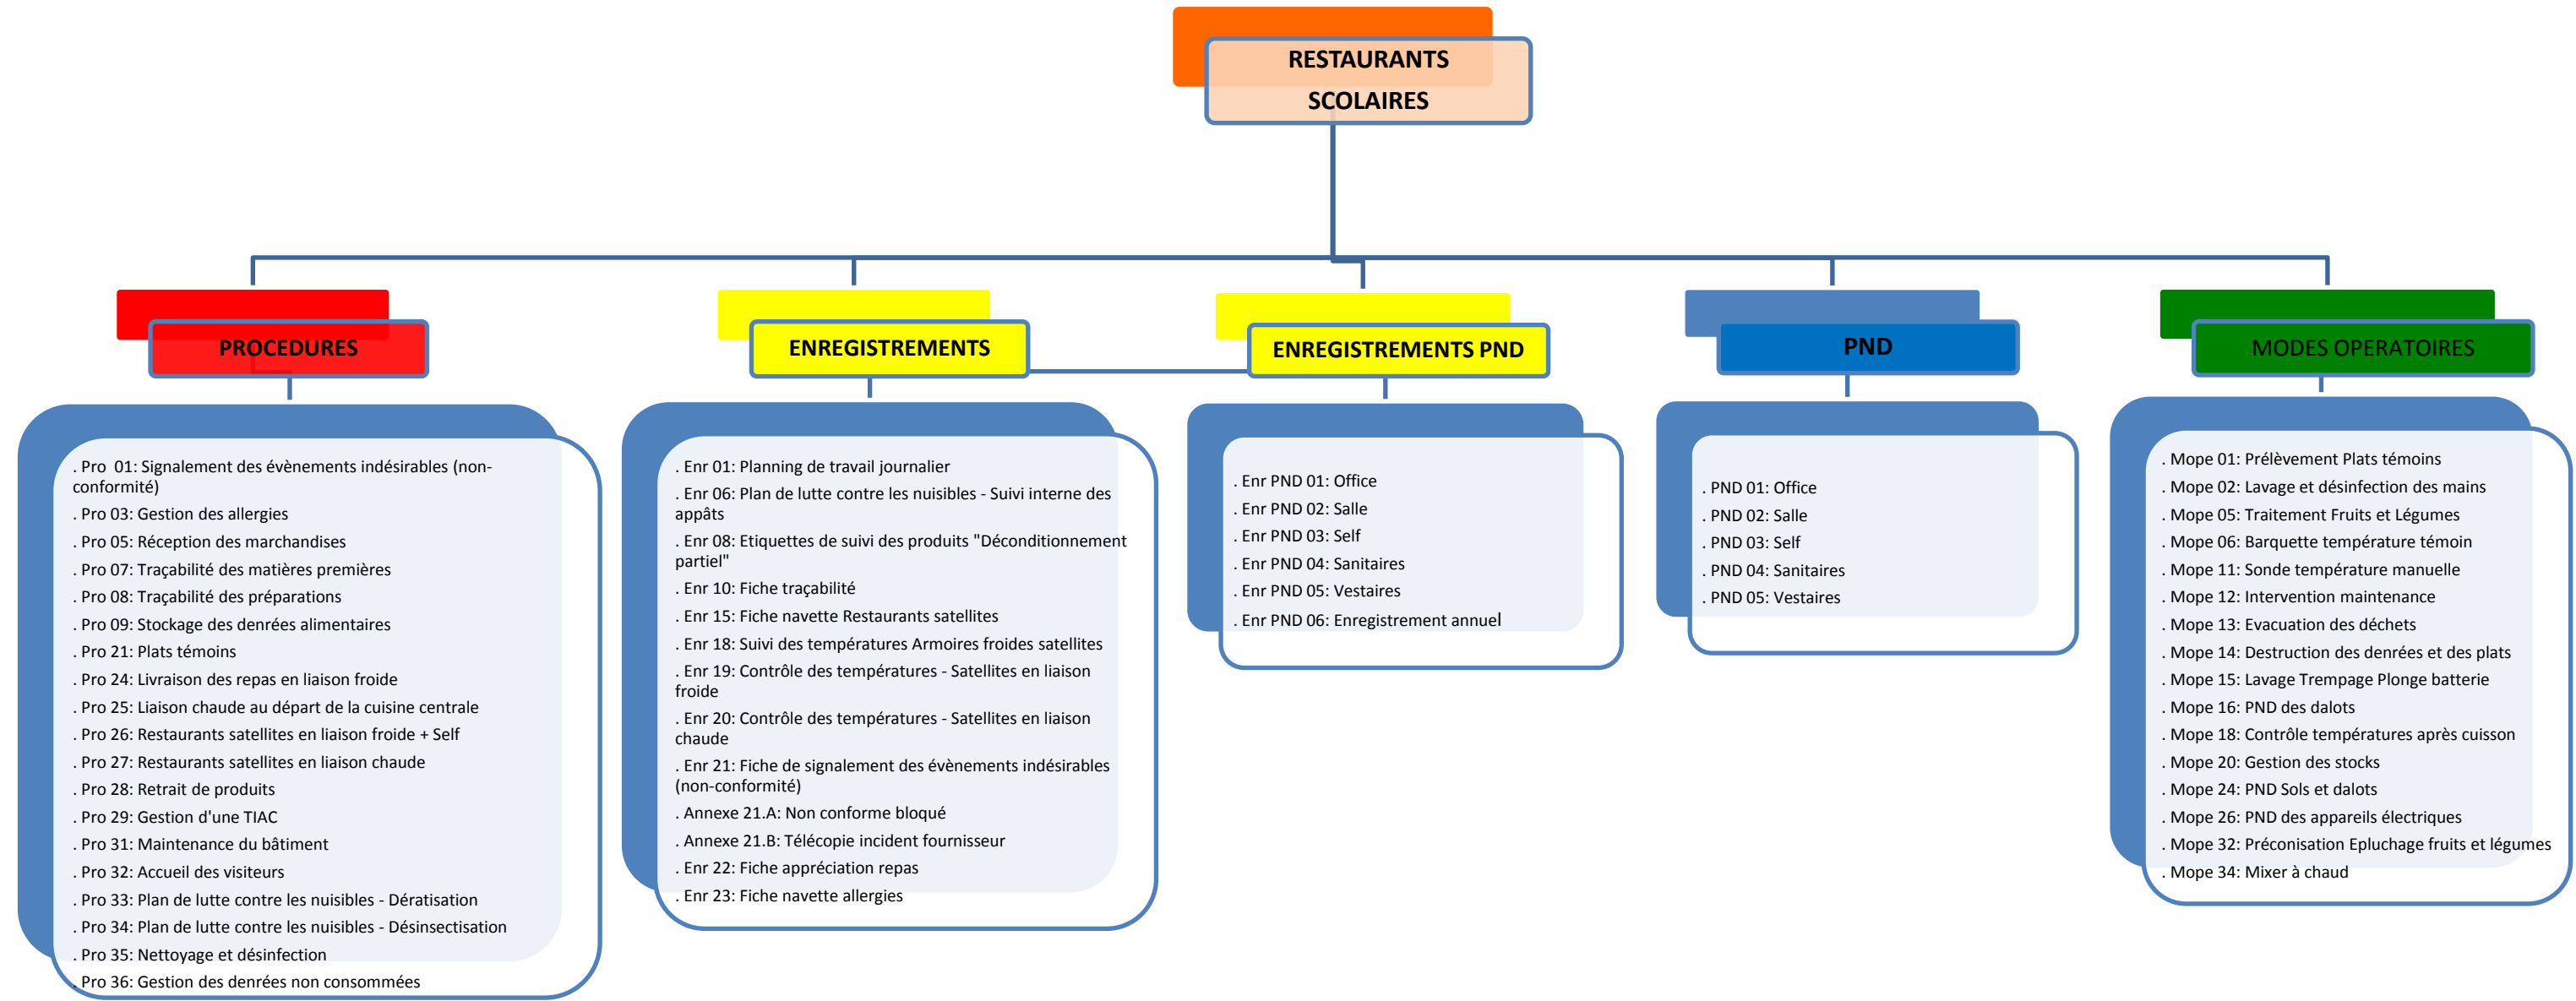 RESTAURANTS
SCOLAIRES
PROCEDURES
. Pro  01: Signalement des évènements indésirables (non-
conformité)
. Pro 03: Gestion des allergies
. Pro 05: Réception des marchandises
. Pro 07: Traçabilité des matières premières
. Pro 08: Traçabilité des préparations
. Pro 09: Stockage des denrées alimentaires
. Pro 21: Plats témoins
. Pro 24: Livraison des repas en liaison froide
. Pro 25: Liaison chaude au départ de la cuisine centrale
. Pro 26: Restaurants satellites en liaison froide + Self
. Pro 27: Restaurants satellites en liaison chaude
. Pro 28: Retrait de produits
. Pro 29: Gestion d'une TIAC
. Pro 31: Maintenance du bâtiment
. Pro 32: Accueil des visiteurs
. Pro 33: Plan de lutte contre les nuisibles - Dératisation
. Pro 34: Plan de lutte contre les nuisibles - Désinsectisation
. Pro 35: Nettoyage et désinfection
. Pro 36: Gestion des denrées non consommées
ENREGISTREMENTS
. Enr 01: Planning de travail journalier
. Enr 06: Plan de lutte contre les nuisibles - Suivi interne des
appâts
. Enr 08: Etiquettes de suivi des produits "Déconditionnement
partiel"
. Enr 10: Fiche traçabilité
. Enr 15: Fiche navette Restaurants satellites
. Enr 18: Suivi des températures Armoires froides satellites
. Enr 19: Contrôle des températures - Satellites en liaison
froide
. Enr 20: Contrôle des températures - Satellites en liaison
chaude
. Enr 21: Fiche de signalement des évènements indésirables
(non-conformité)
. Annexe 21.A: Non conforme bloqué
. Annexe 21.B: Télécopie incident fournisseur
. Enr 22: Fiche appréciation repas
. Enr 23: Fiche navette allergies
ENREGISTREMENTS PND
. Enr PND 01: Office
. Enr PND 02: Salle
. Enr PND 03: Self
. Enr PND 04: Sanitaires
. Enr PND 05: Vestaires
. Enr PND 06: Enregistrement annuel
PND
. PND 01: Office
. PND 02: Salle
. PND 03: Self
. PND 04: Sanitaires
. PND 05: Vestaires
MODES OPERATOIRES
. Mope 01: Prélèvement Plats témoins
. Mope 02: Lavage et désinfection des mains
. Mope 05: Traitement Fruits et Légumes
. Mope 06: Barquette température témoin
. Mope 11: Sonde température manuelle
. Mope 12: Intervention maintenance
. Mope 13: Evacuation des déchets
. Mope 14: Destruction des denrées et des plats
. Mope 15: Lavage Trempage Plonge batterie
. Mope 16: PND des dalots
. Mope 18: Contrôle températures après cuisson
. Mope 20: Gestion des stocks
. Mope 24: PND Sols et dalots
. Mope 26: PND des appareils électriques
. Mope 32: Préconisation Epluchage fruits et légumes
. Mope 34: Mixer à chaud